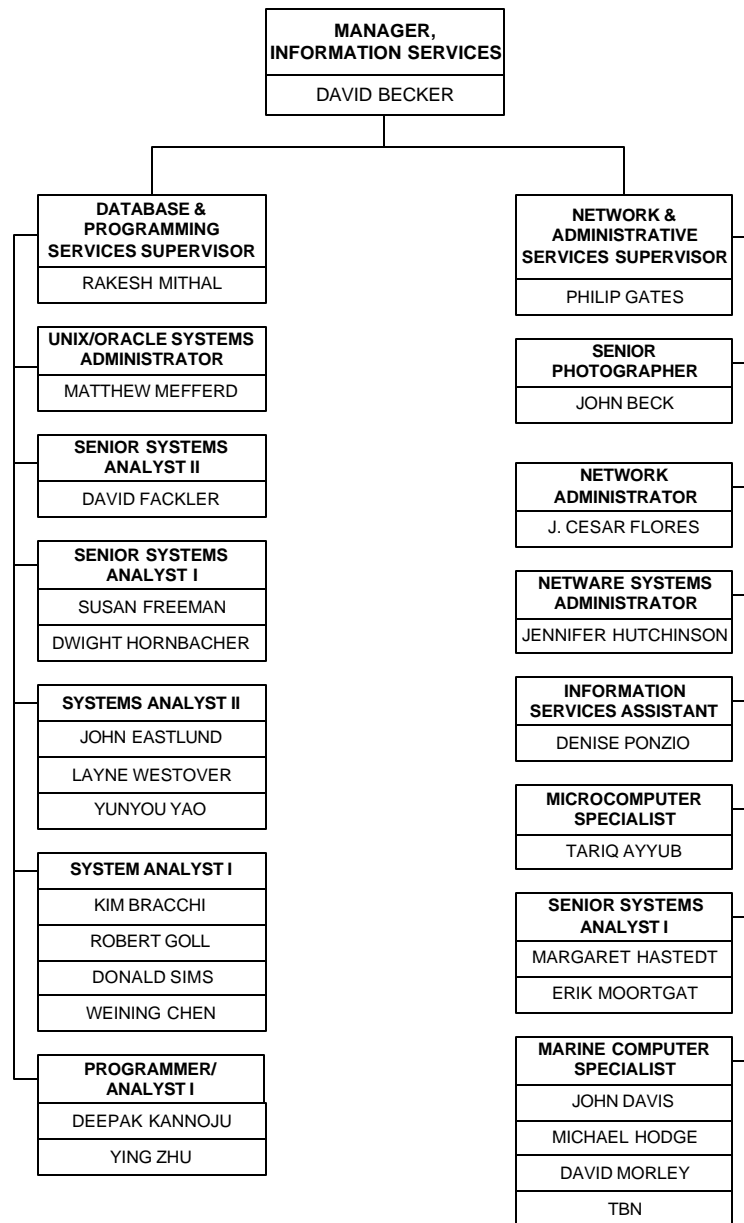 MANAGER,
INFORMATION SERVICES
DAVID BECKER
DATABASE &
PROGRAMMING
SERVICES SUPERVISOR
RAKESH MITHAL
UNIX/ORACLE SYSTEMS
ADMINISTRATOR
MATTHEW MEFFERD
SENIOR SYSTEMS
ANALYST II
DAVID FACKLER
SENIOR SYSTEMS
ANALYST I
SUSAN FREEMAN
DWIGHT HORNBACHER
SYSTEMS ANALYST II
JOHN EASTLUND
LAYNE WESTOVER
YUNYOU YAO
SYSTEM ANALYST I
KIM BRACCHI
ROBERT GOLL
DONALD SIMS
WEINING CHEN
PROGRAMMER/
ANALYST I
DEEPAK KANNOJU
YING ZHU
NETWORK &
ADMINISTRATIVE
SERVICES SUPERVISOR
PHILIP GATES
SENIOR
PHOTOGRAPHER
JOHN BECK
NETWORK
ADMINISTRATOR
J. CESAR FLORES
NETWARE SYSTEMS
ADMINISTRATOR
JENNIFER HUTCHINSON
INFORMATION
SERVICES ASSISTANT
DENISE PONZIO
MICROCOMPUTER
SPECIALIST
TARIQ AYYUB
SENIOR SYSTEMS
ANALYST I
MARGARET HASTEDT
ERIK MOORTGAT
MARINE COMPUTER
SPECIALIST
JOHN DAVIS
MICHAEL HODGE
DAVID MORLEY
TBN